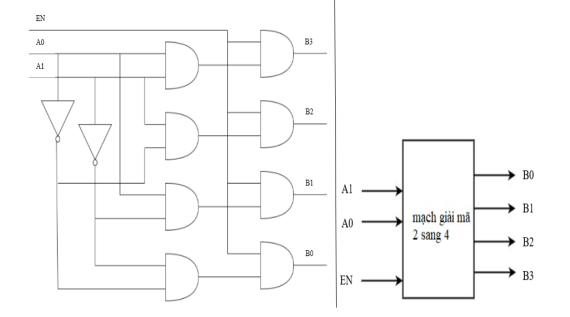 EN
A0
A1
B3
B2
B1
B0
A1
A0
EN
mạch giải mã
2 sang 4
B0
B1
B2
B3